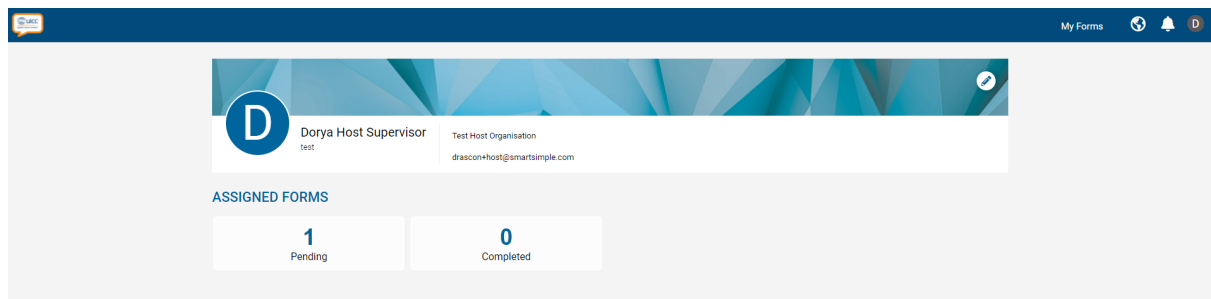 uicc
My Forms
D
D
Dorya Host Supervisor
test
Test Host Organisation
drascon+host@smartsimple.com
ASSIGNED FORMS
1
Pending
0
Completed